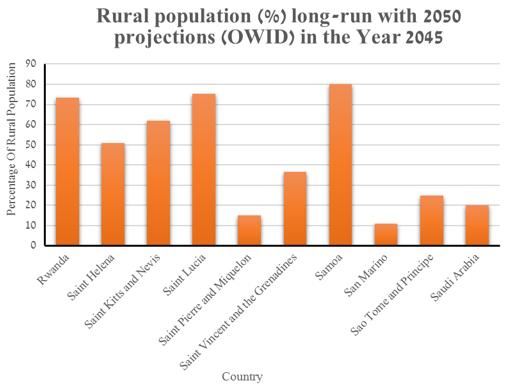 Rural population (%) long-run with 2050
projections (OWID) in the Year 2045
Percentage Of Rural Population
90
80
70
60
50
40
30
20
10
0
Rwanda
Saint Helena
Saint Kitts and Nevis
Saint Lucia
Saint Pierre and Miquelon
Saint Vincent and the Grenadines
Samoa
San Marino
Sao Tome and Principe
Saudi Arabia
Country